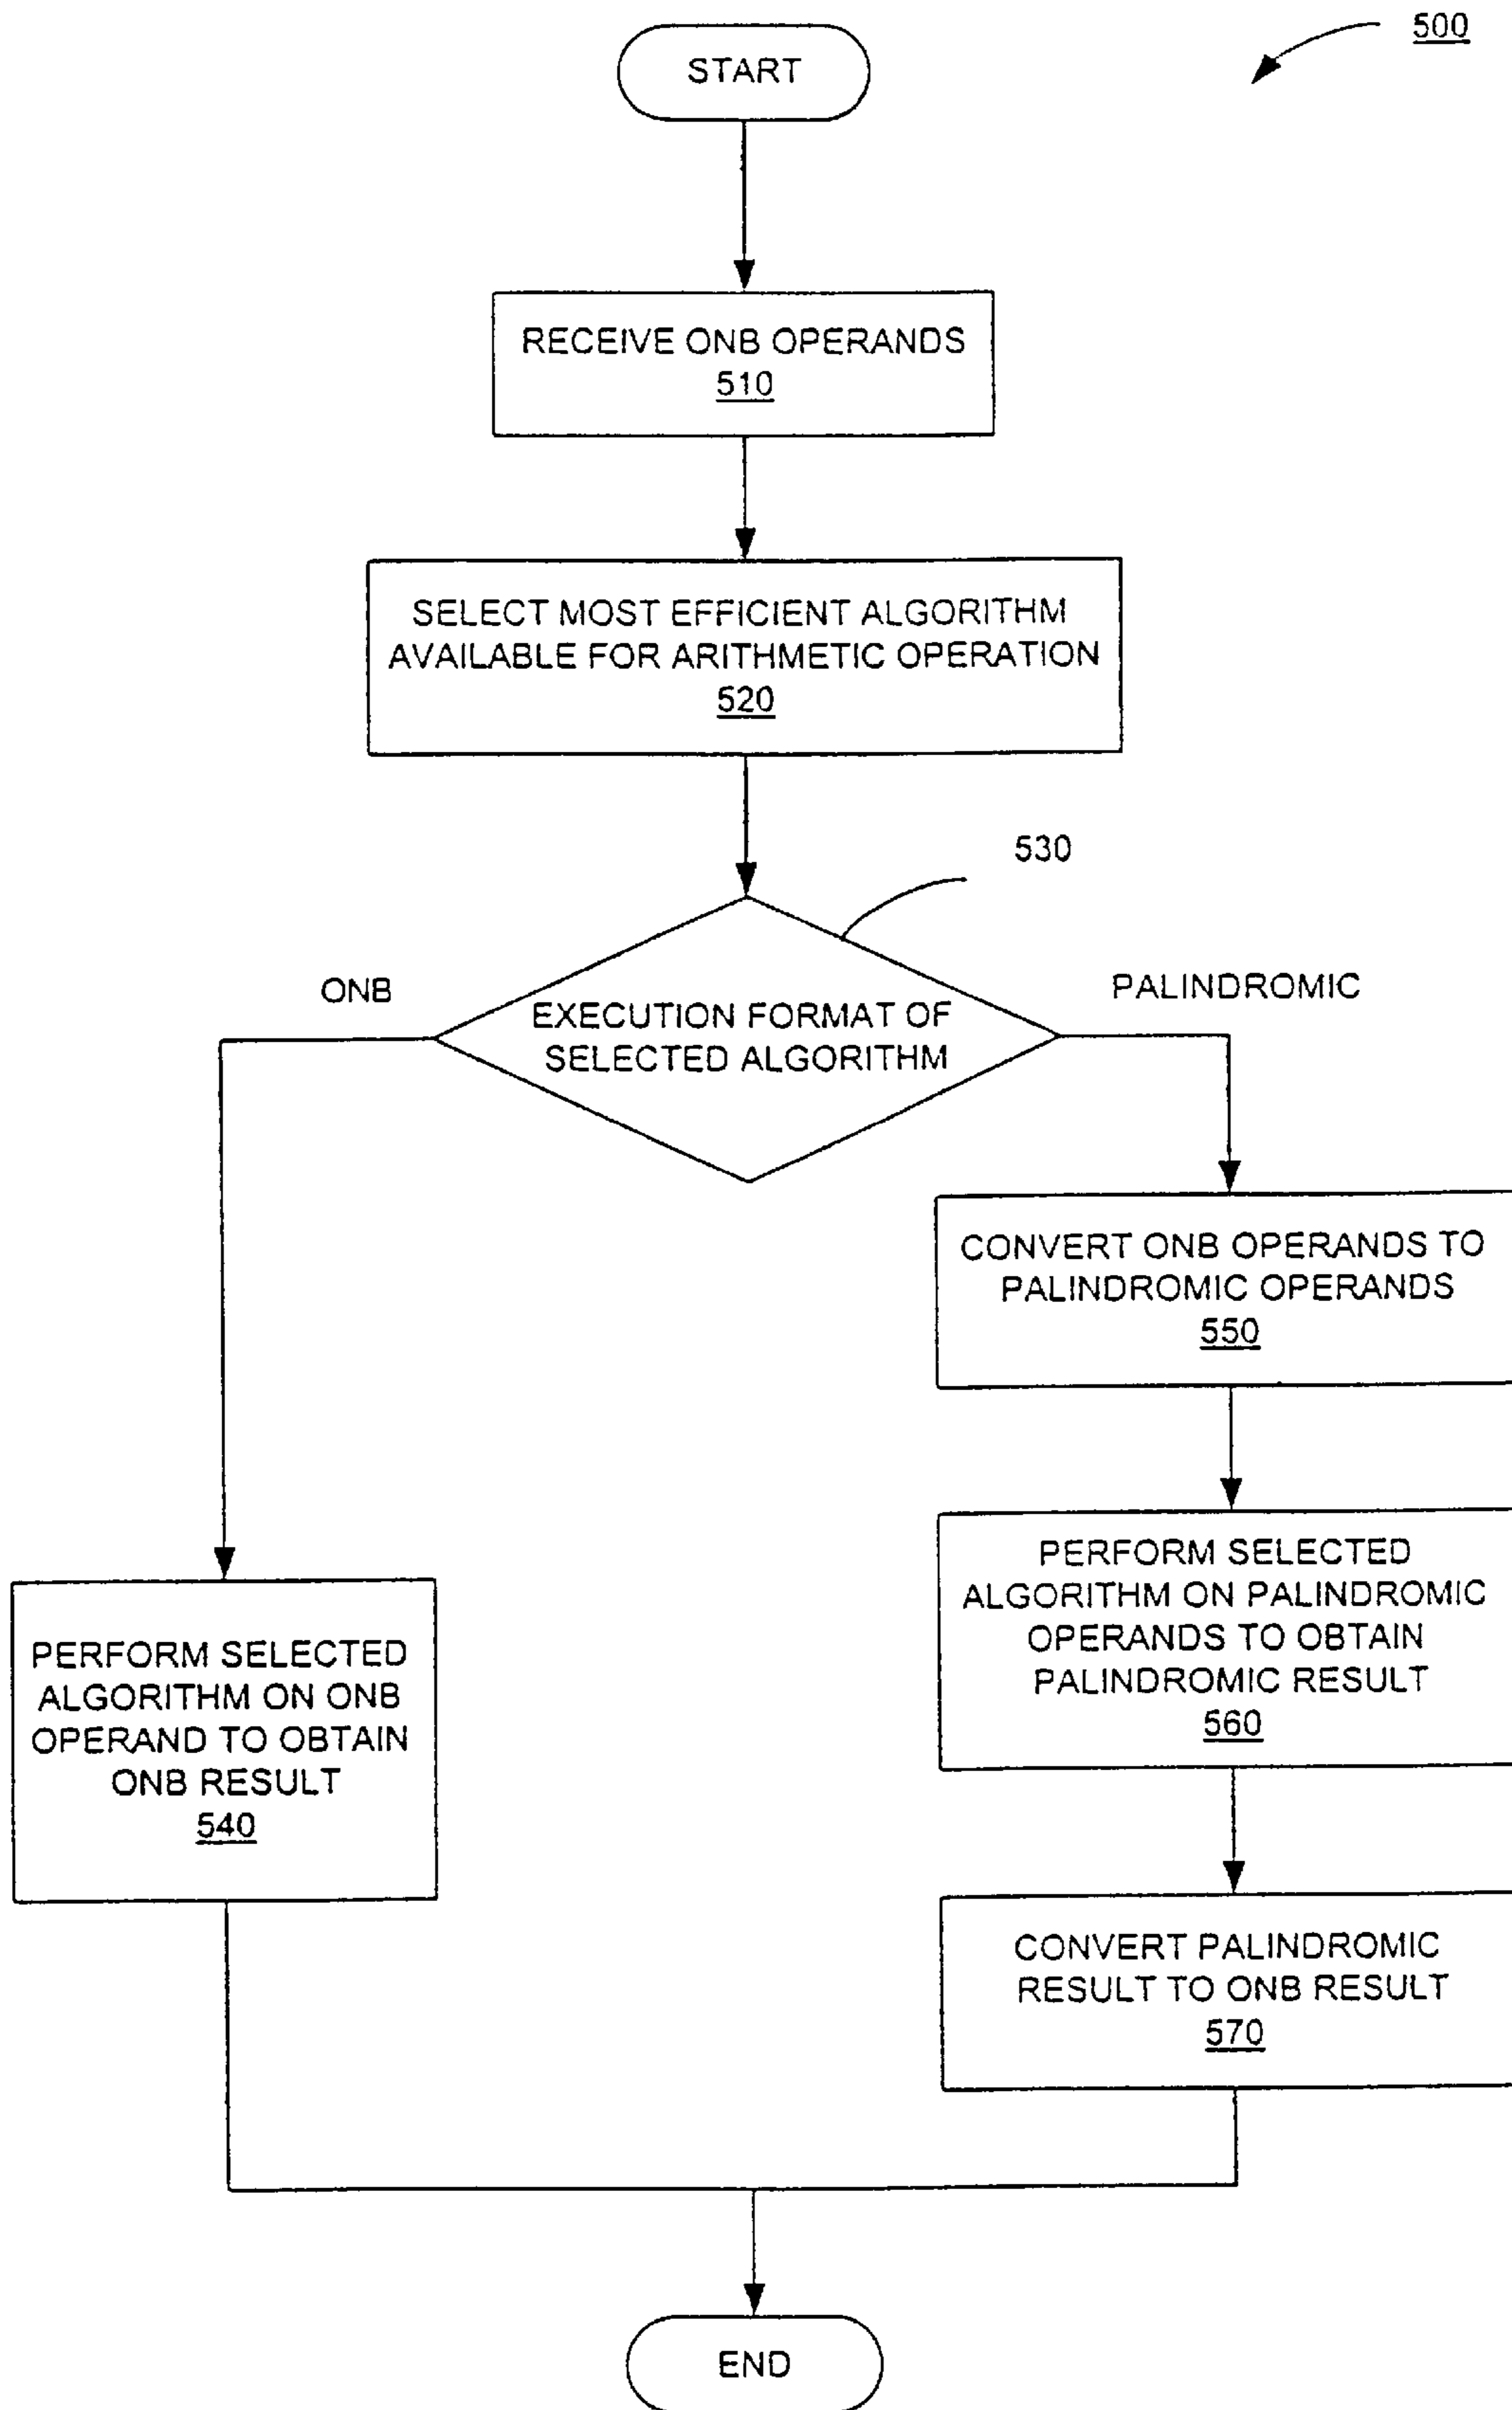 500
START
RECEIVE ONB OPERANDS
510
SELECT MOST EFFICIENT ALGORITHM
AVAILABLE FOR ARITHMETIC OPERATION
520
530
ONB
PALINDROMIC
EXECUTION FORMAT OF
SELECTED ALGORITHM
CONVERT ONB OPERANDS TO
PALINDROMIC OPERANDS
550
PERFORM SELECTED
ALGORITHM ON PALINDROMIC
OPERANDS TO OBTAIN
PALINDROMIC RESULT
560
PERFORM SELECTED
ALGORITHM ON ONB
OPERAND TO OBTAIN
ONB RESULT
540
CONVERT PALINDROMIC
RESULT TO ONB RESULT
570
END